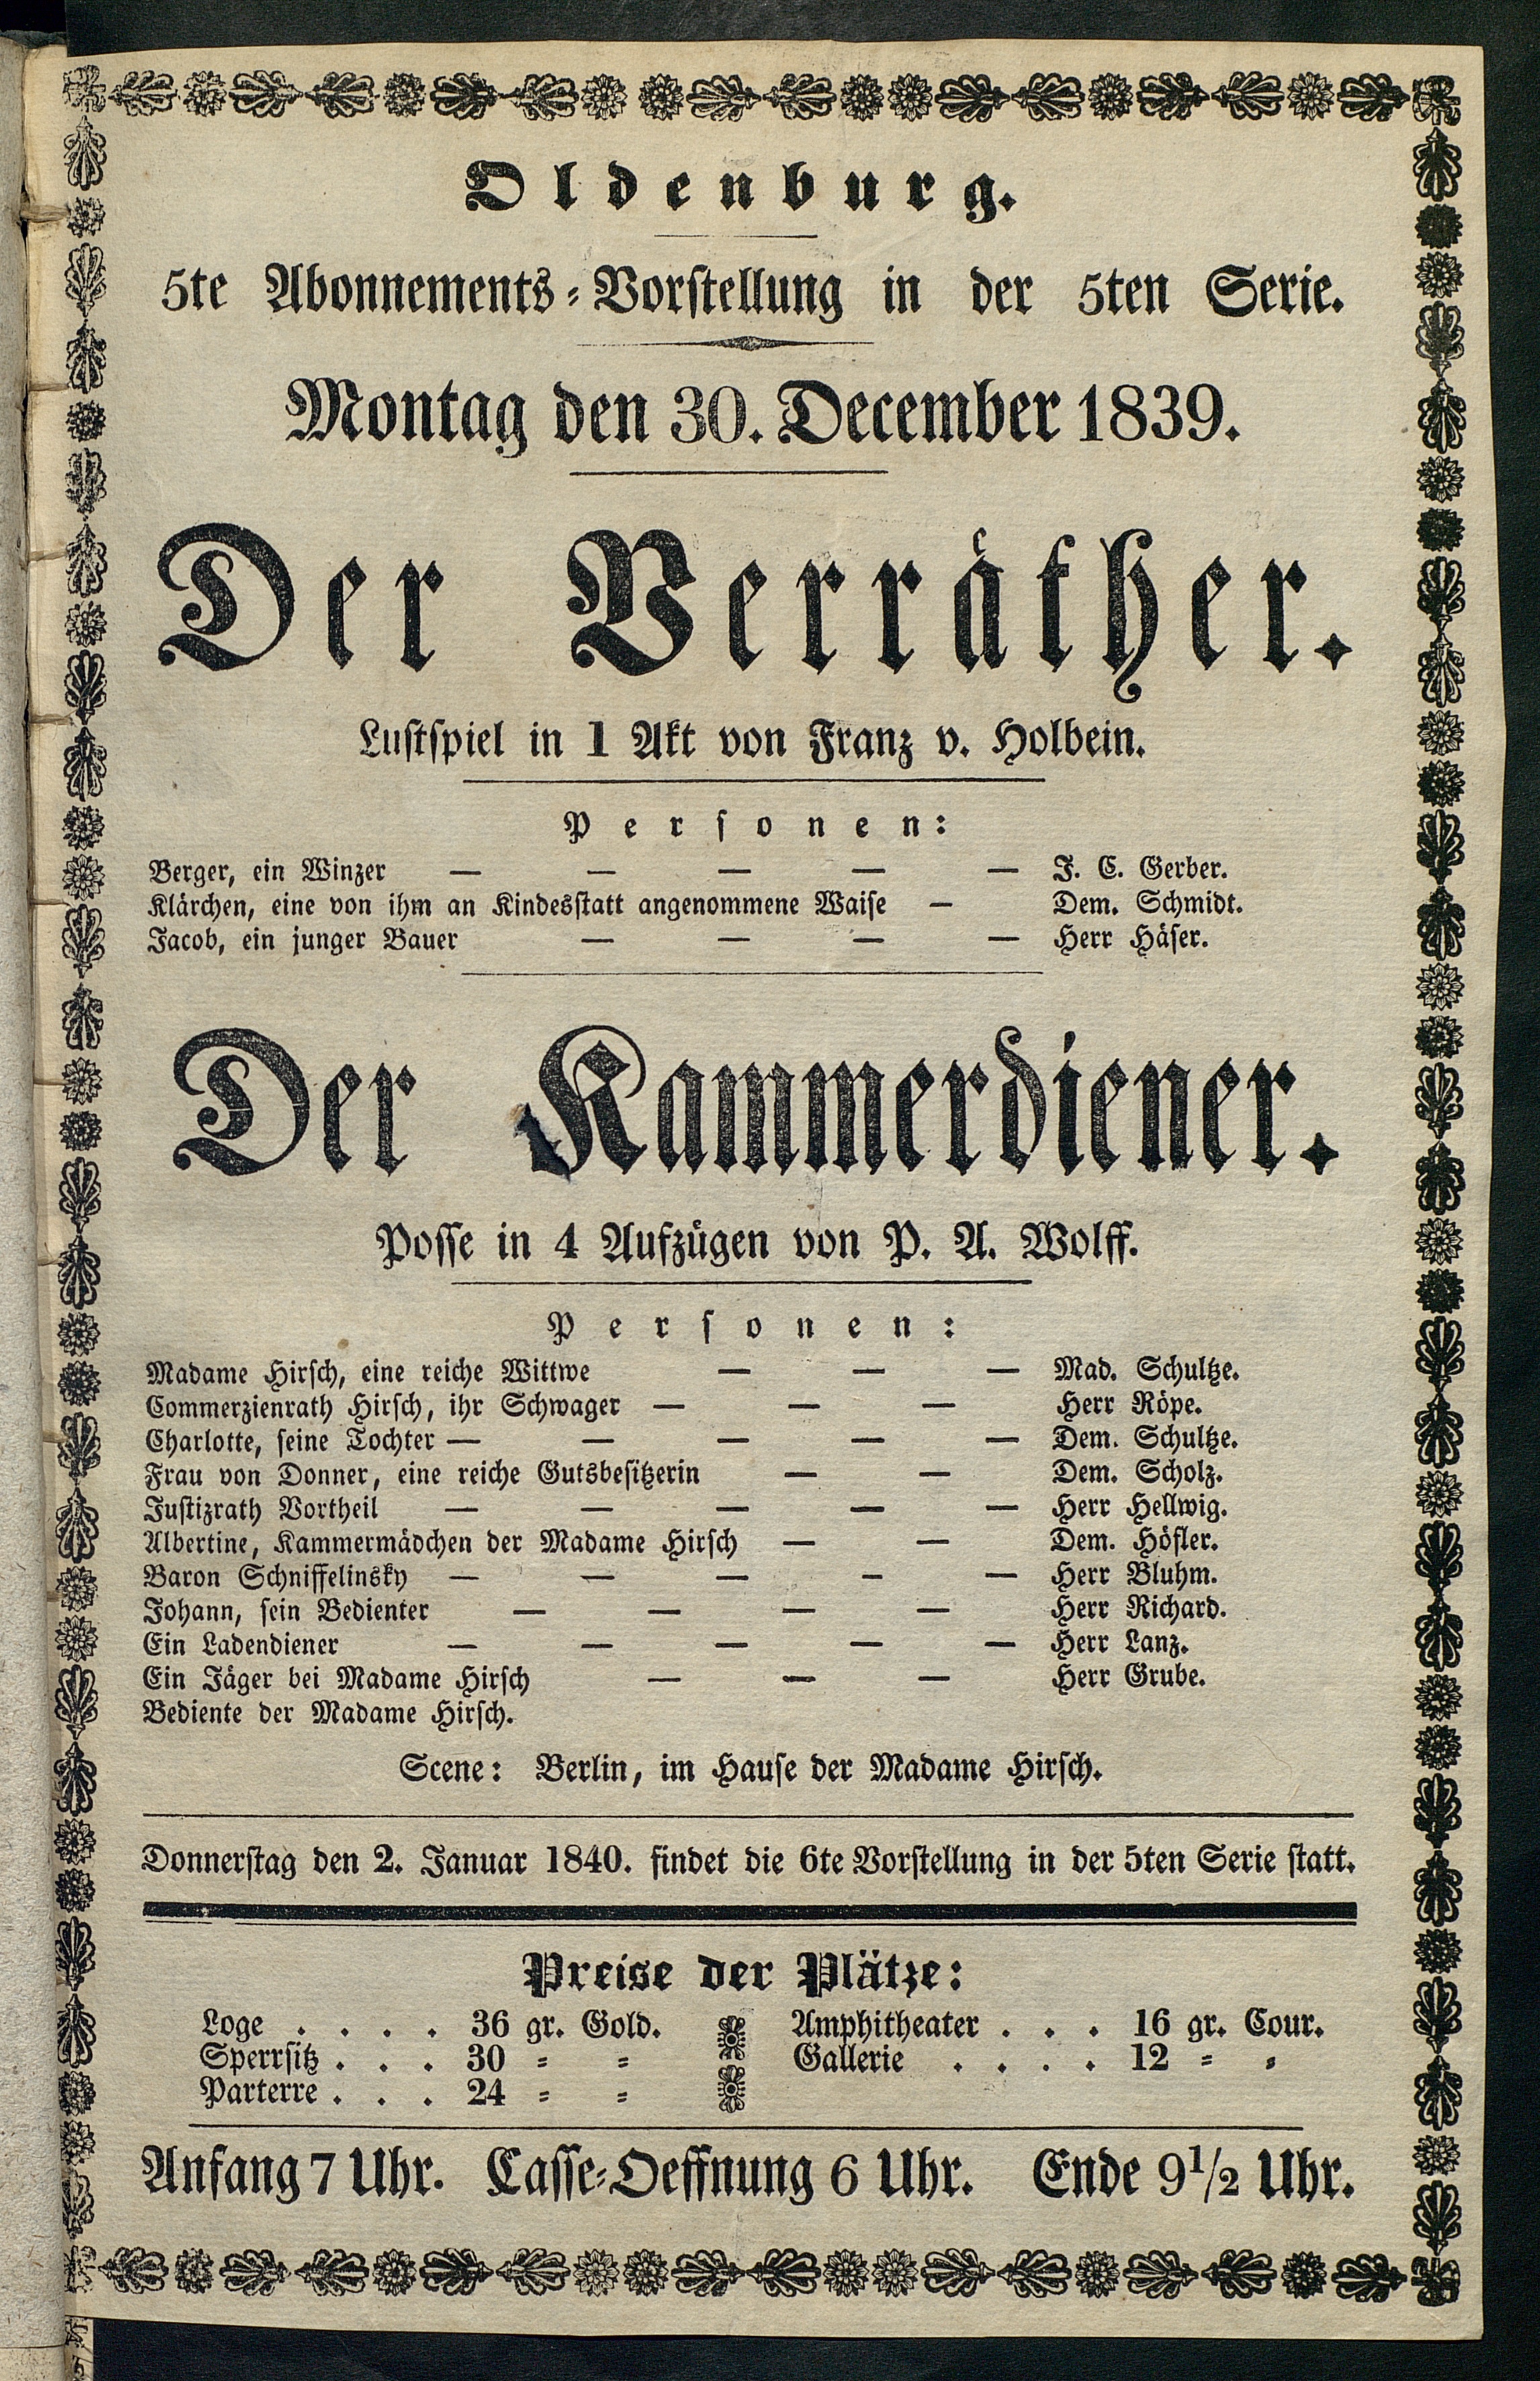 Oldenburg.
5te Abonnements-Vorstellung in der 5ten Serie.
Montag den 30. December 1839.
Der Verräther.
Lustspiel in 1 Akt von Franz v. Holbein.
Personen:
Berger, ein Winzer — — — — — J. C. Gerber.
Klärchen, eine von ihm an Kindesstatt angenommene Waise — Dem. Schmidt.
Jacob, ein junger Bauer — — — — Herr Häser.
Der Kammerdiener.
Posse in 4 Aufzügen von P. A. Wolff.
Personen:
Madame Hirsch, eine reiche Wittwe — — — Mad. Schultze.
Commerzienrath Hirsch, ihr Schwager — — — Herr Röpe.
Charlotte, seine Tochter — — — — — Dem. Schultze.
Frau von Donner, eine reiche Gutsbesitzerin — — Dem. Scholz.
Justizrath Vortheil — — — — — Herr Hellwig.
Albertine, Kammermädchen der Madame Hirsch — — Dem. Höfler.
Baron Schniffelinsky — — — - — Herr Bluhm.
Johann, sein Bedienter — — — — Herr Richard.
Ein Ladendiener — — — — — Herr Lanz.
Ein Jäger bei Madame Hirsch — — — Herr Grube.
Bediente der Madame Hirsch.
Scene: Berlin, im Hause der Madame Hirsch.
Donnerstag den 2. Januar 1840. findet die 6te Vorstellung in der 5ten Serie statt.
Preise der Plätze:
Loge . . . . 36 gr. Gold.
Sperrsitz . . . 30 = =
Parterre . . . 24 = =
Amphitheater . . . 16 gr. Cour.
Gallerie . . . . 12 = =
Anfang 7 Uhr. Casse-Oeffnung 6 Uhr. Ende 9 1/2 Uhr.